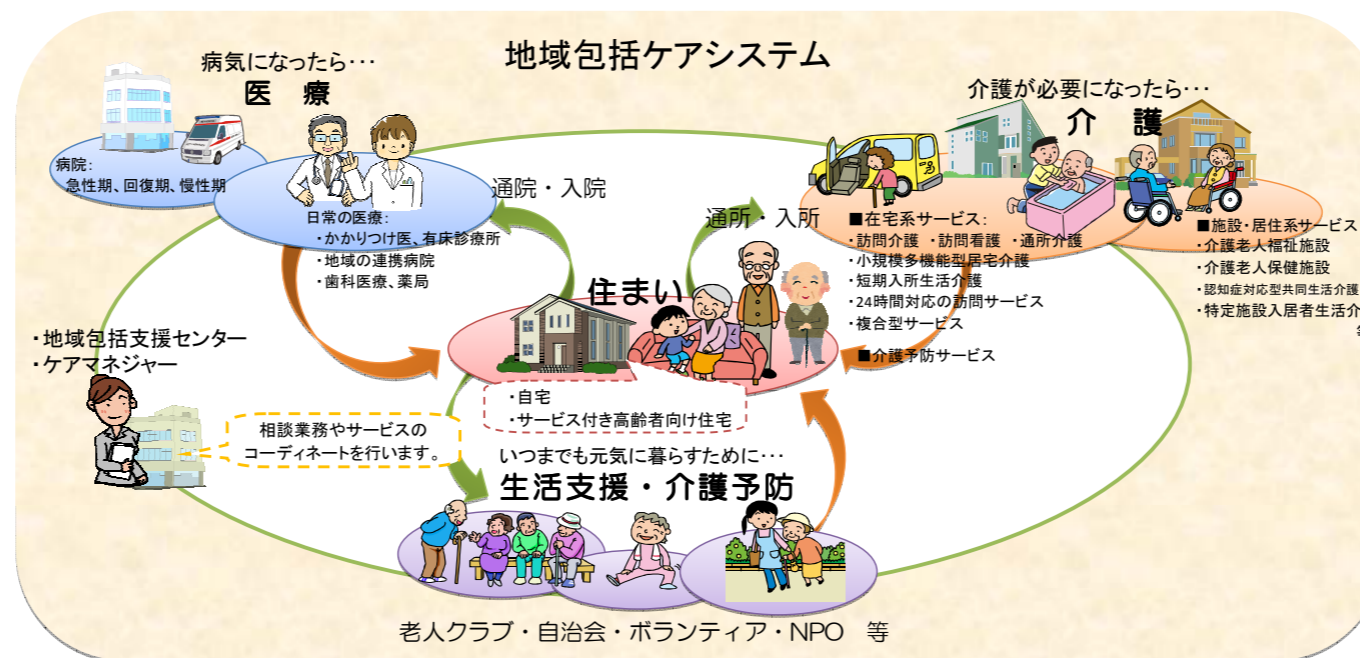 地域包括ケアシステム
病気になったら･･･
医　療
病院:
急性期、回復期、慢性期
日常の医療:
・かかりつけ医、有床診療所
・地域の連携病院
・歯科医療、薬局
通院・入院
通所・入所
介護が必要になったら･･･
介　護
■在宅系サービス:
・訪問介護　・訪問看護　・通所介護
・小規模多機能型居宅介護
・短期入所生活介護
・24時間対応の訪問サービス
・複合型サービス
■介護予防サービス
■施設・居住系サービス
・介護老人福祉施設
・介護老人保健施設
・認知症対応型共同生活介護
・特定施設入居者生活介
住まい
・自宅
・サービス付き高齢者向け住宅
・地域包括支援センター
・ケアマネジャー
相談業務やサービスの
コーディネートを行います。
いつまでも元気に暮らすために･･･
生活支援・介護予防
老人クラブ・自治会・ボランティア・NPO　等